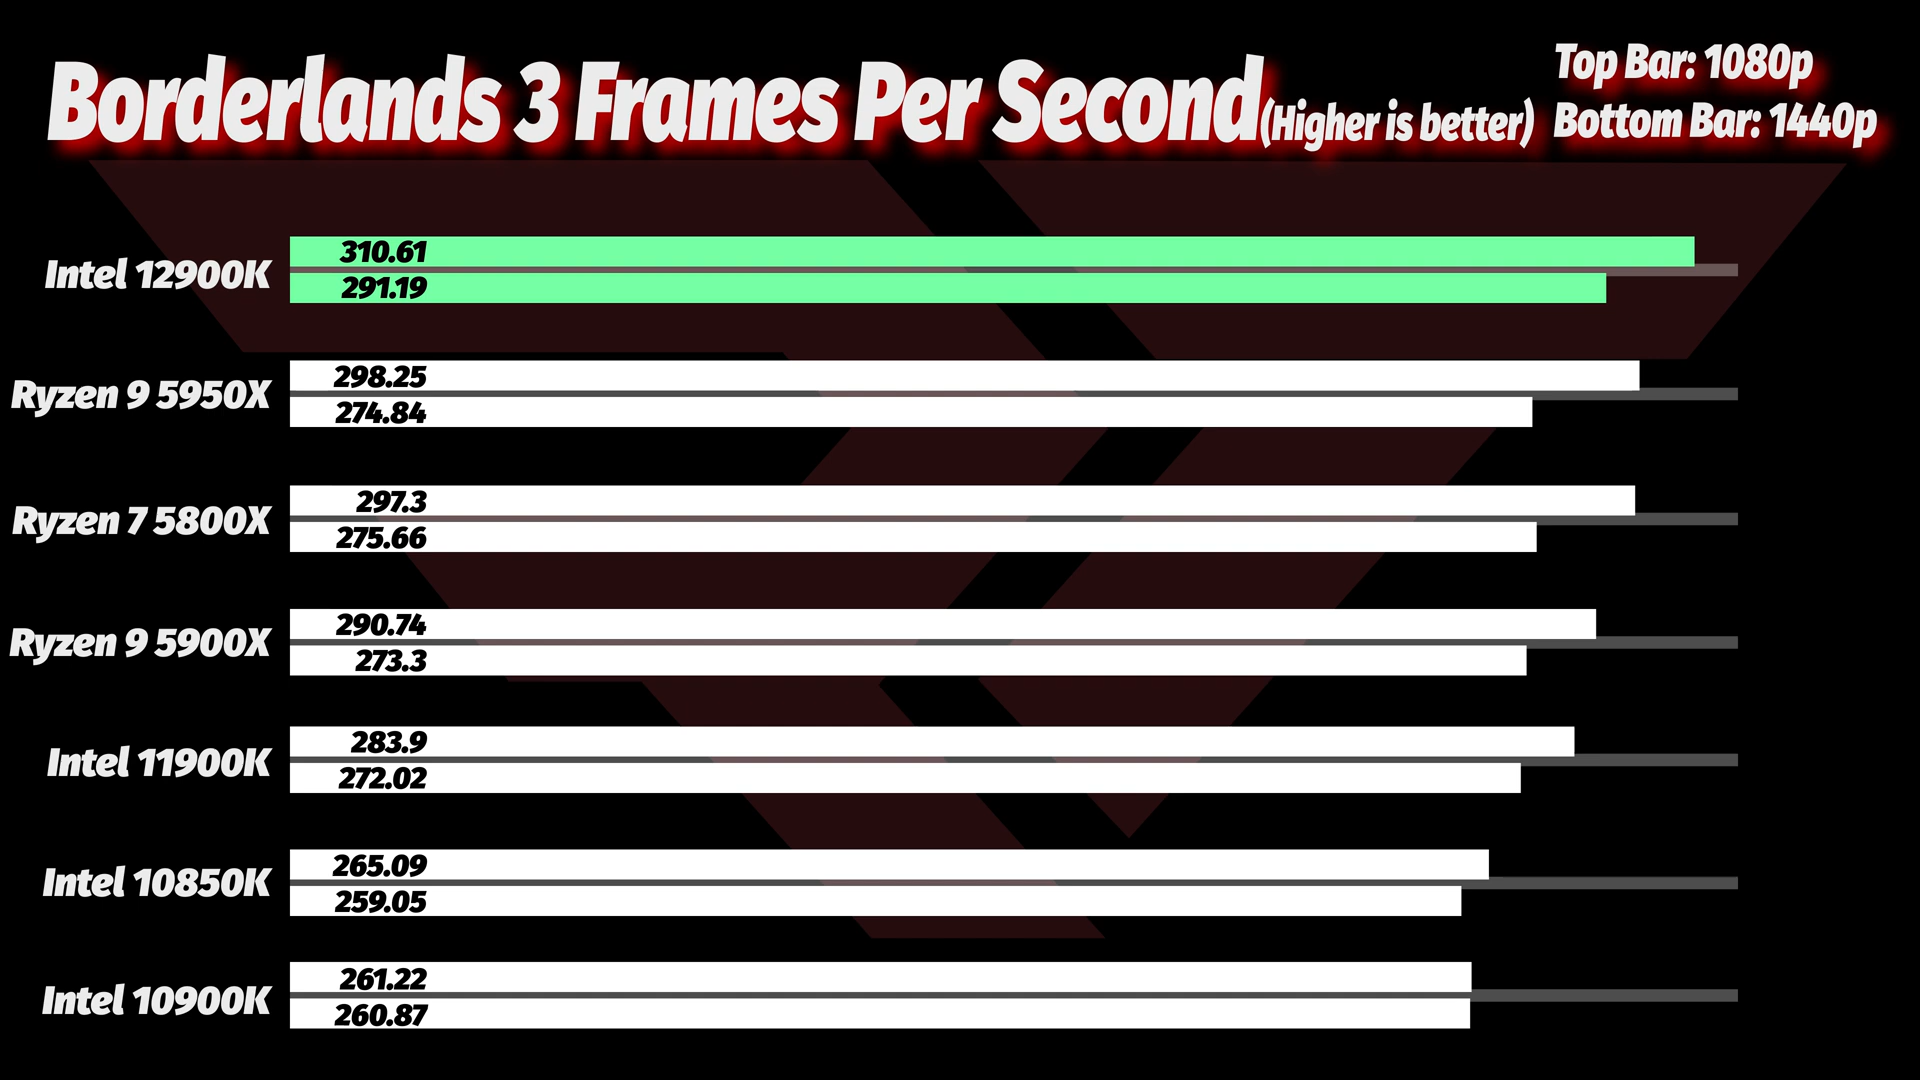 Borderlands 3 Frames Per Second (Higher is better)
Top Bar: 1080p
Bottom Bar: 1440p
Intel 12900K
310.61
291.19
Ryzen 9 5950X
298.25
274.84
Ryzen 7 5800X
297.3
275.66
Ryzen 9 5900X
290.74
273.3
Intel 11900K
283.9
272.02
Intel 10850K
265.09
259.05
Intel 10900K
261.22
260.87